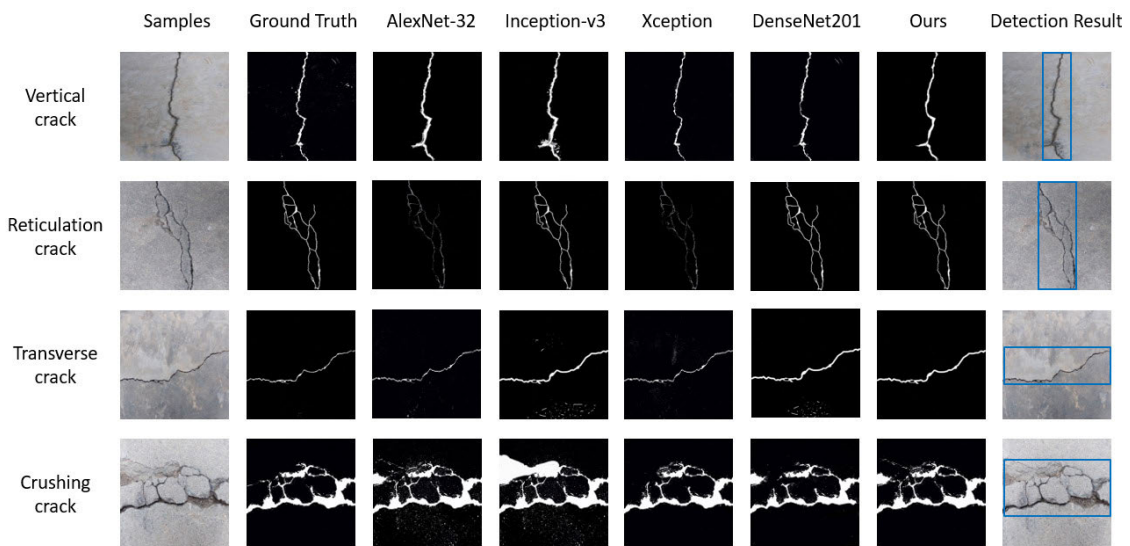 Samples Ground Truth AlexNet-32 Inception-v3 Xception DenseNet201 Ours Detection Result
Vertical
crack
Reticulation
crack
Transverse
crack
Crushing
crack